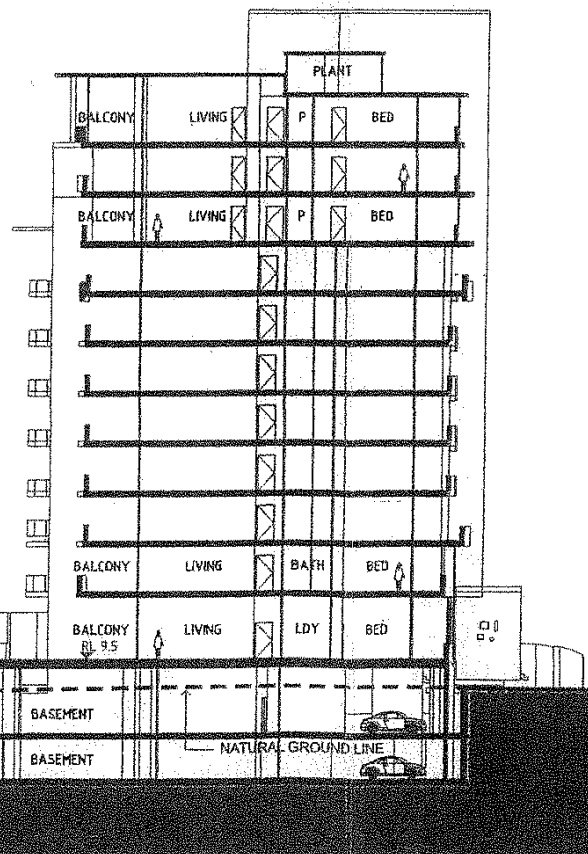 PLANT
BALCONY LIVING P BED
BALCONY LIVING P BED
BALCONY LIVING BATH BED
BALCONY LIVING LDY BED
RL 9.5
BASEMENT
NATURAL GROUND LINE
BASEMENT